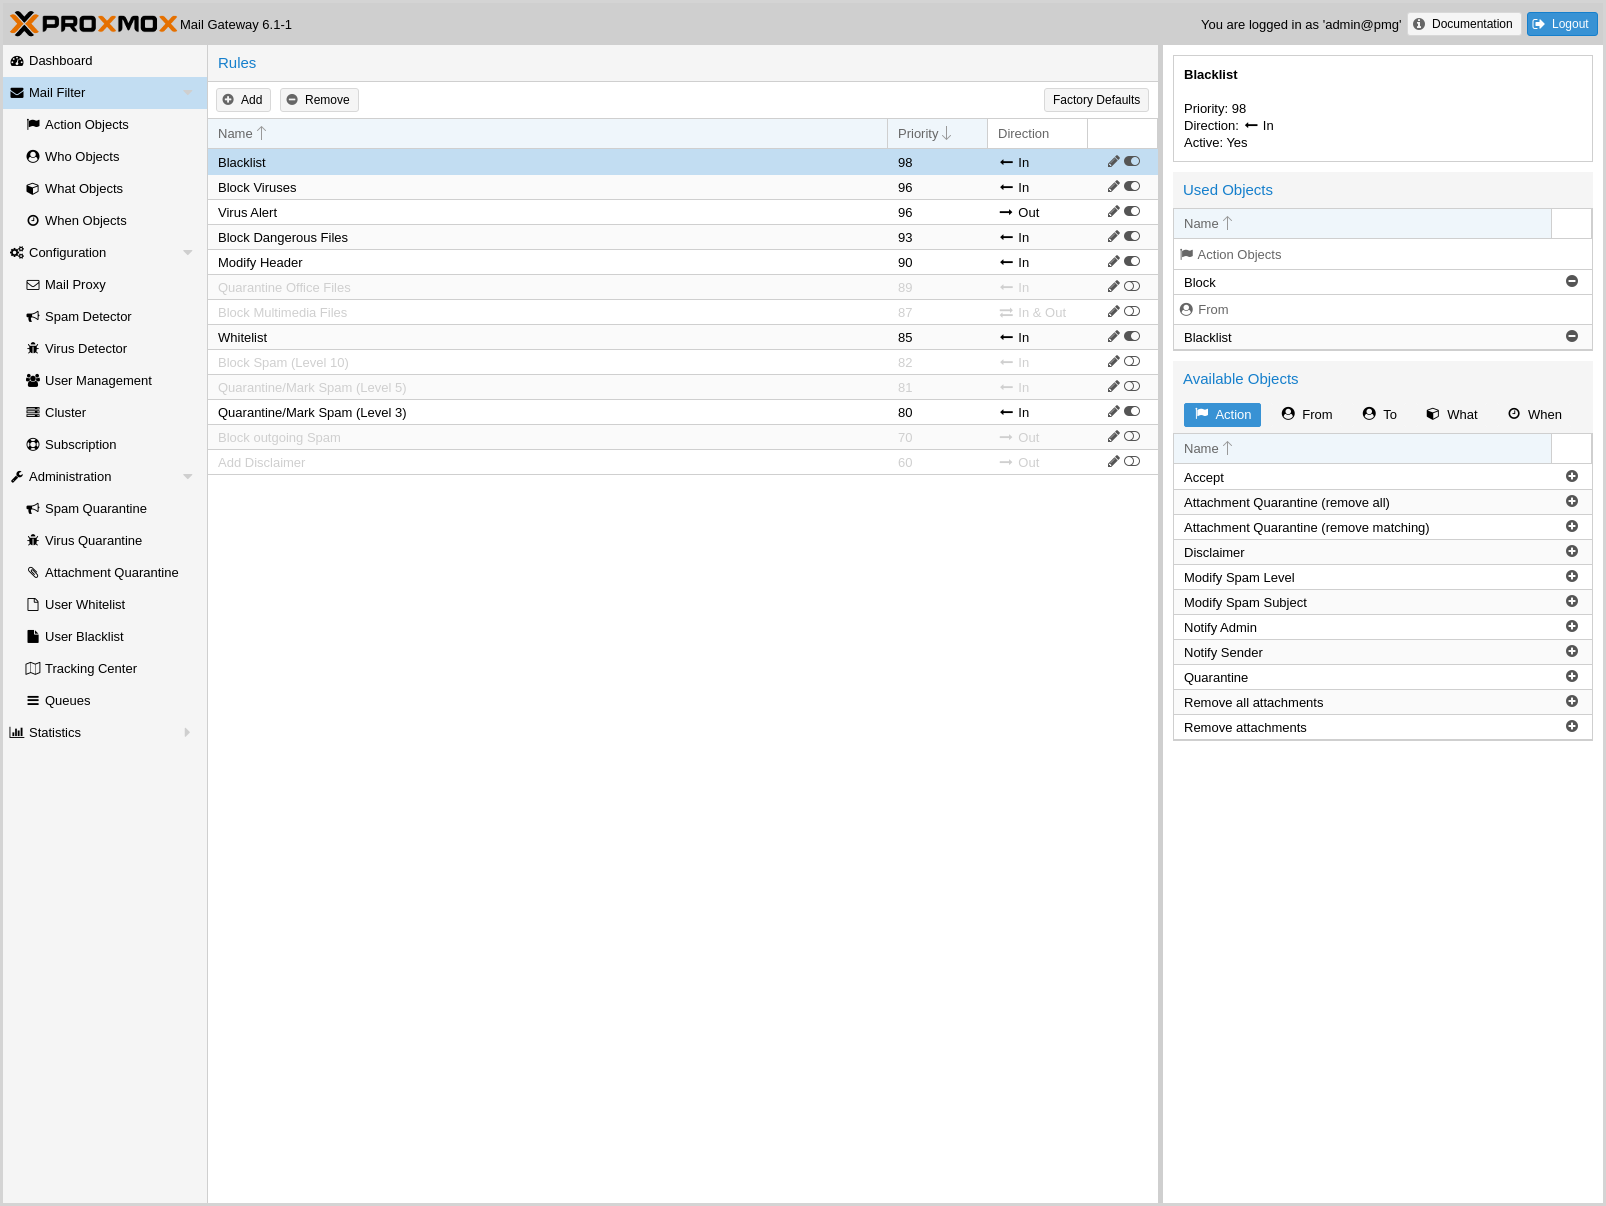 PROXMOX Mail Gateway 6.1-1
You are logged in as 'admin@pmg' Documentation Logout
Dashboard
Mail Filter
Action Objects
Who Objects
What Objects
When Objects
Configuration
Mail Proxy
Spam Detector
Virus Detector
User Management
Cluster
Subscription
Administration
Spam Quarantine
Virus Quarantine
Attachment Quarantine
User Whitelist
User Blacklist
Tracking Center
Queues
Statistics
Rules
Add Remove Factory Defaults
Name Priority Direction
Blacklist 98 In
Block Viruses 96 In
Virus Alert 96 Out
Block Dangerous Files 93 In
Modify Header 90 In
Quarantine Office Files 89 In
Block Multimedia Files 87 In & Out
Whitelist 85 In
Block Spam (Level 10) 82 In
Quarantine/Mark Spam (Level 5) 81 In
Quarantine/Mark Spam (Level 3) 80 In
Block outgoing Spam 70 Out
Add Disclaimer 60 Out
Blacklist
Priority: 98
Direction: In
Active: Yes
Used Objects
Name
Action Objects
Block
From
Blacklist
Available Objects
Action From To What When
Name
Accept
Attachment Quarantine (remove all)
Attachment Quarantine (remove matching)
Disclaimer
Modify Spam Level
Modify Spam Subject
Notify Admin
Notify Sender
Quarantine
Remove all attachments
Remove attachments